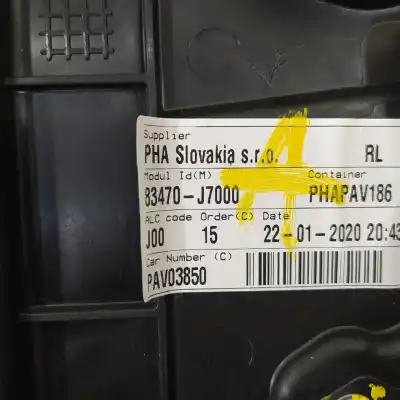 Supplier
PHA Slovakia s.r.o. RL
Modul Id(M) Container
83470-J7000 PHAPAV186
ALC code Order(C) Date
J00 15 22-01-2020 20:43
Car Number (C)
PAV03850